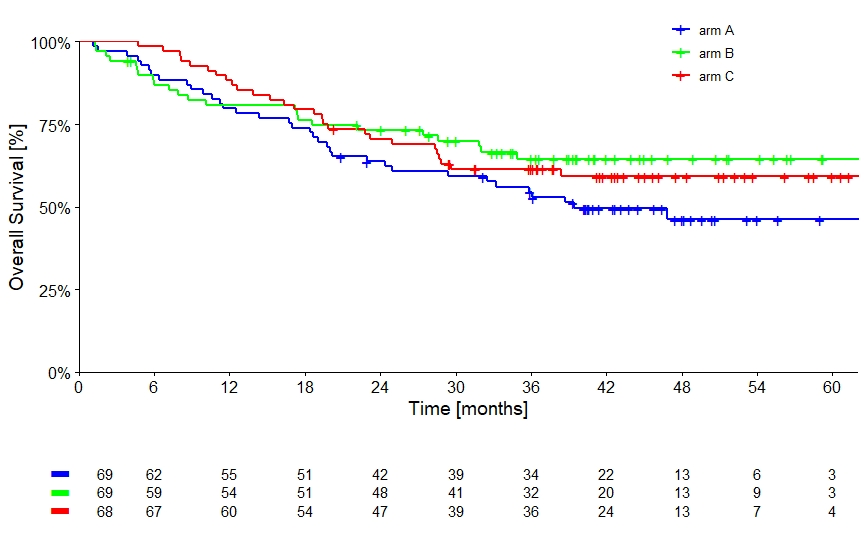 arm A
arm B
arm C
100%
75%
50%
25%
0%
Overall Survival [%]
0 6 12 18 24 30 36 42 48 54 60
Time [months]
69 62 55 51 42 39 34 22 13 6 3
69 59 54 51 48 41 32 20 13 9 3
68 67 60 54 47 39 36 24 13 7 4